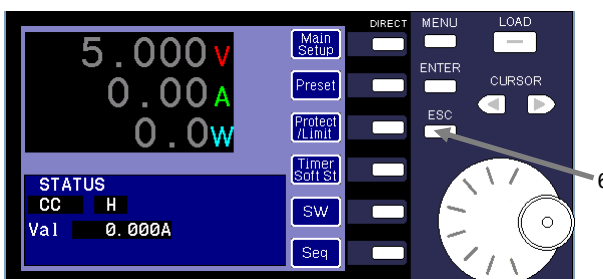 5.000V
0.00A
0.0W
STATUS
CC H
Val 0.000A
Main
Setup
Preset
Protect
/Limit
Timer
Soft St
SW
Seq
DIRECT
MENU
LOAD
ENTER
CURSOR
ESC
6